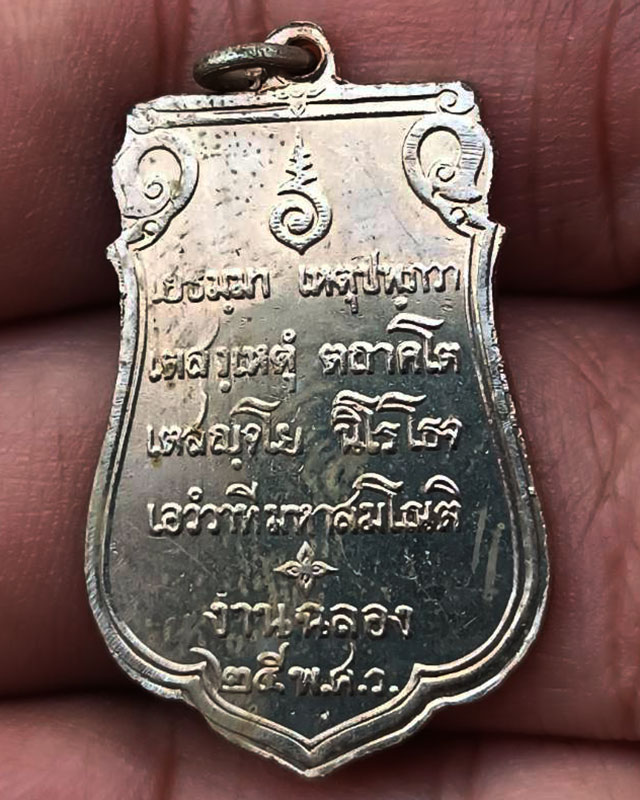 เยธมฺมา เหตุปฺพฺภวา
เตสํเหตุํ ตถาคโต
เตสญฺจโย นิโรโธจ
เอวํวาที มหาสมโณติ
งานฉลอง
๒๕ พ.ศ.ว.